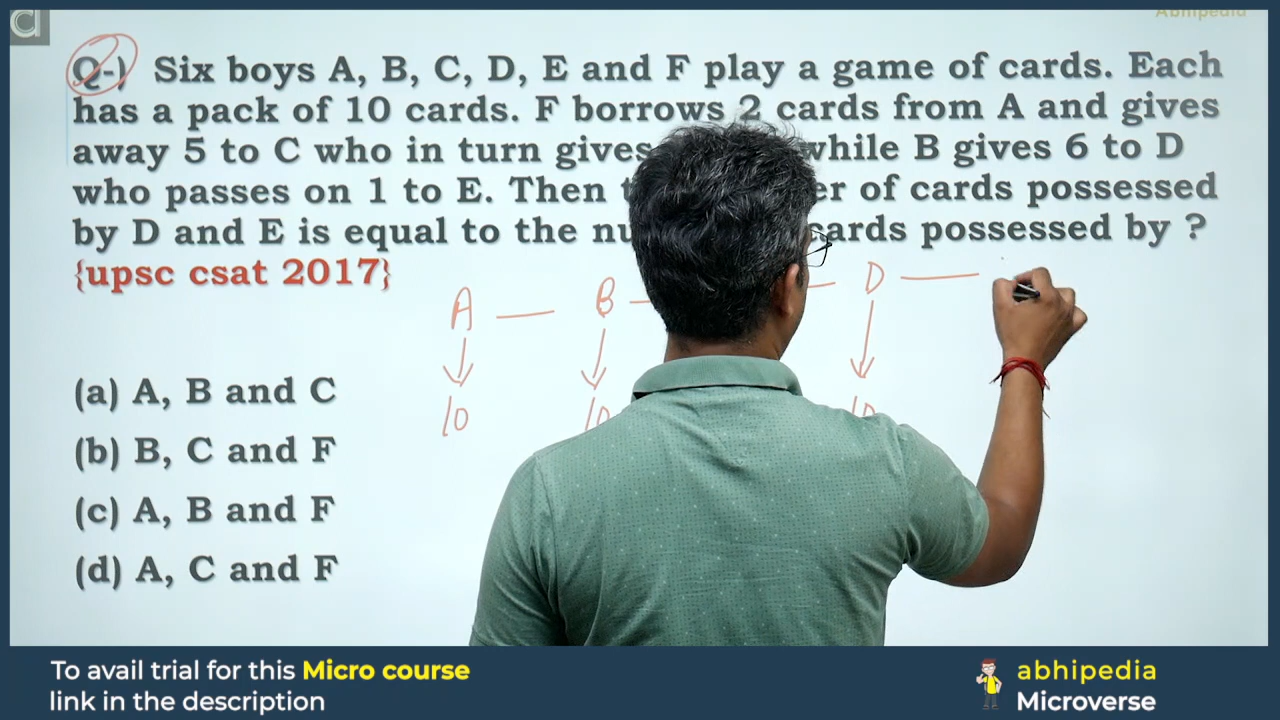 Abhipedia
Q-) Six boys A, B, C, D, E and F play a game of cards. Each
has a pack of 10 cards. F borrows 2 cards from A and gives
away 5 to C who in turn gives while B gives 6 to D
who passes on 1 to E. Then of cards possessed
by D and E is equal to the cards possessed by ?
{upsc csat 2017}
A — B — D —
10 10 10
(a) A, B and C
(b) B, C and F
(c) A, B and F
(d) A, C and F
To avail trial for this Micro course
link in the description
abhipedia
Microverse